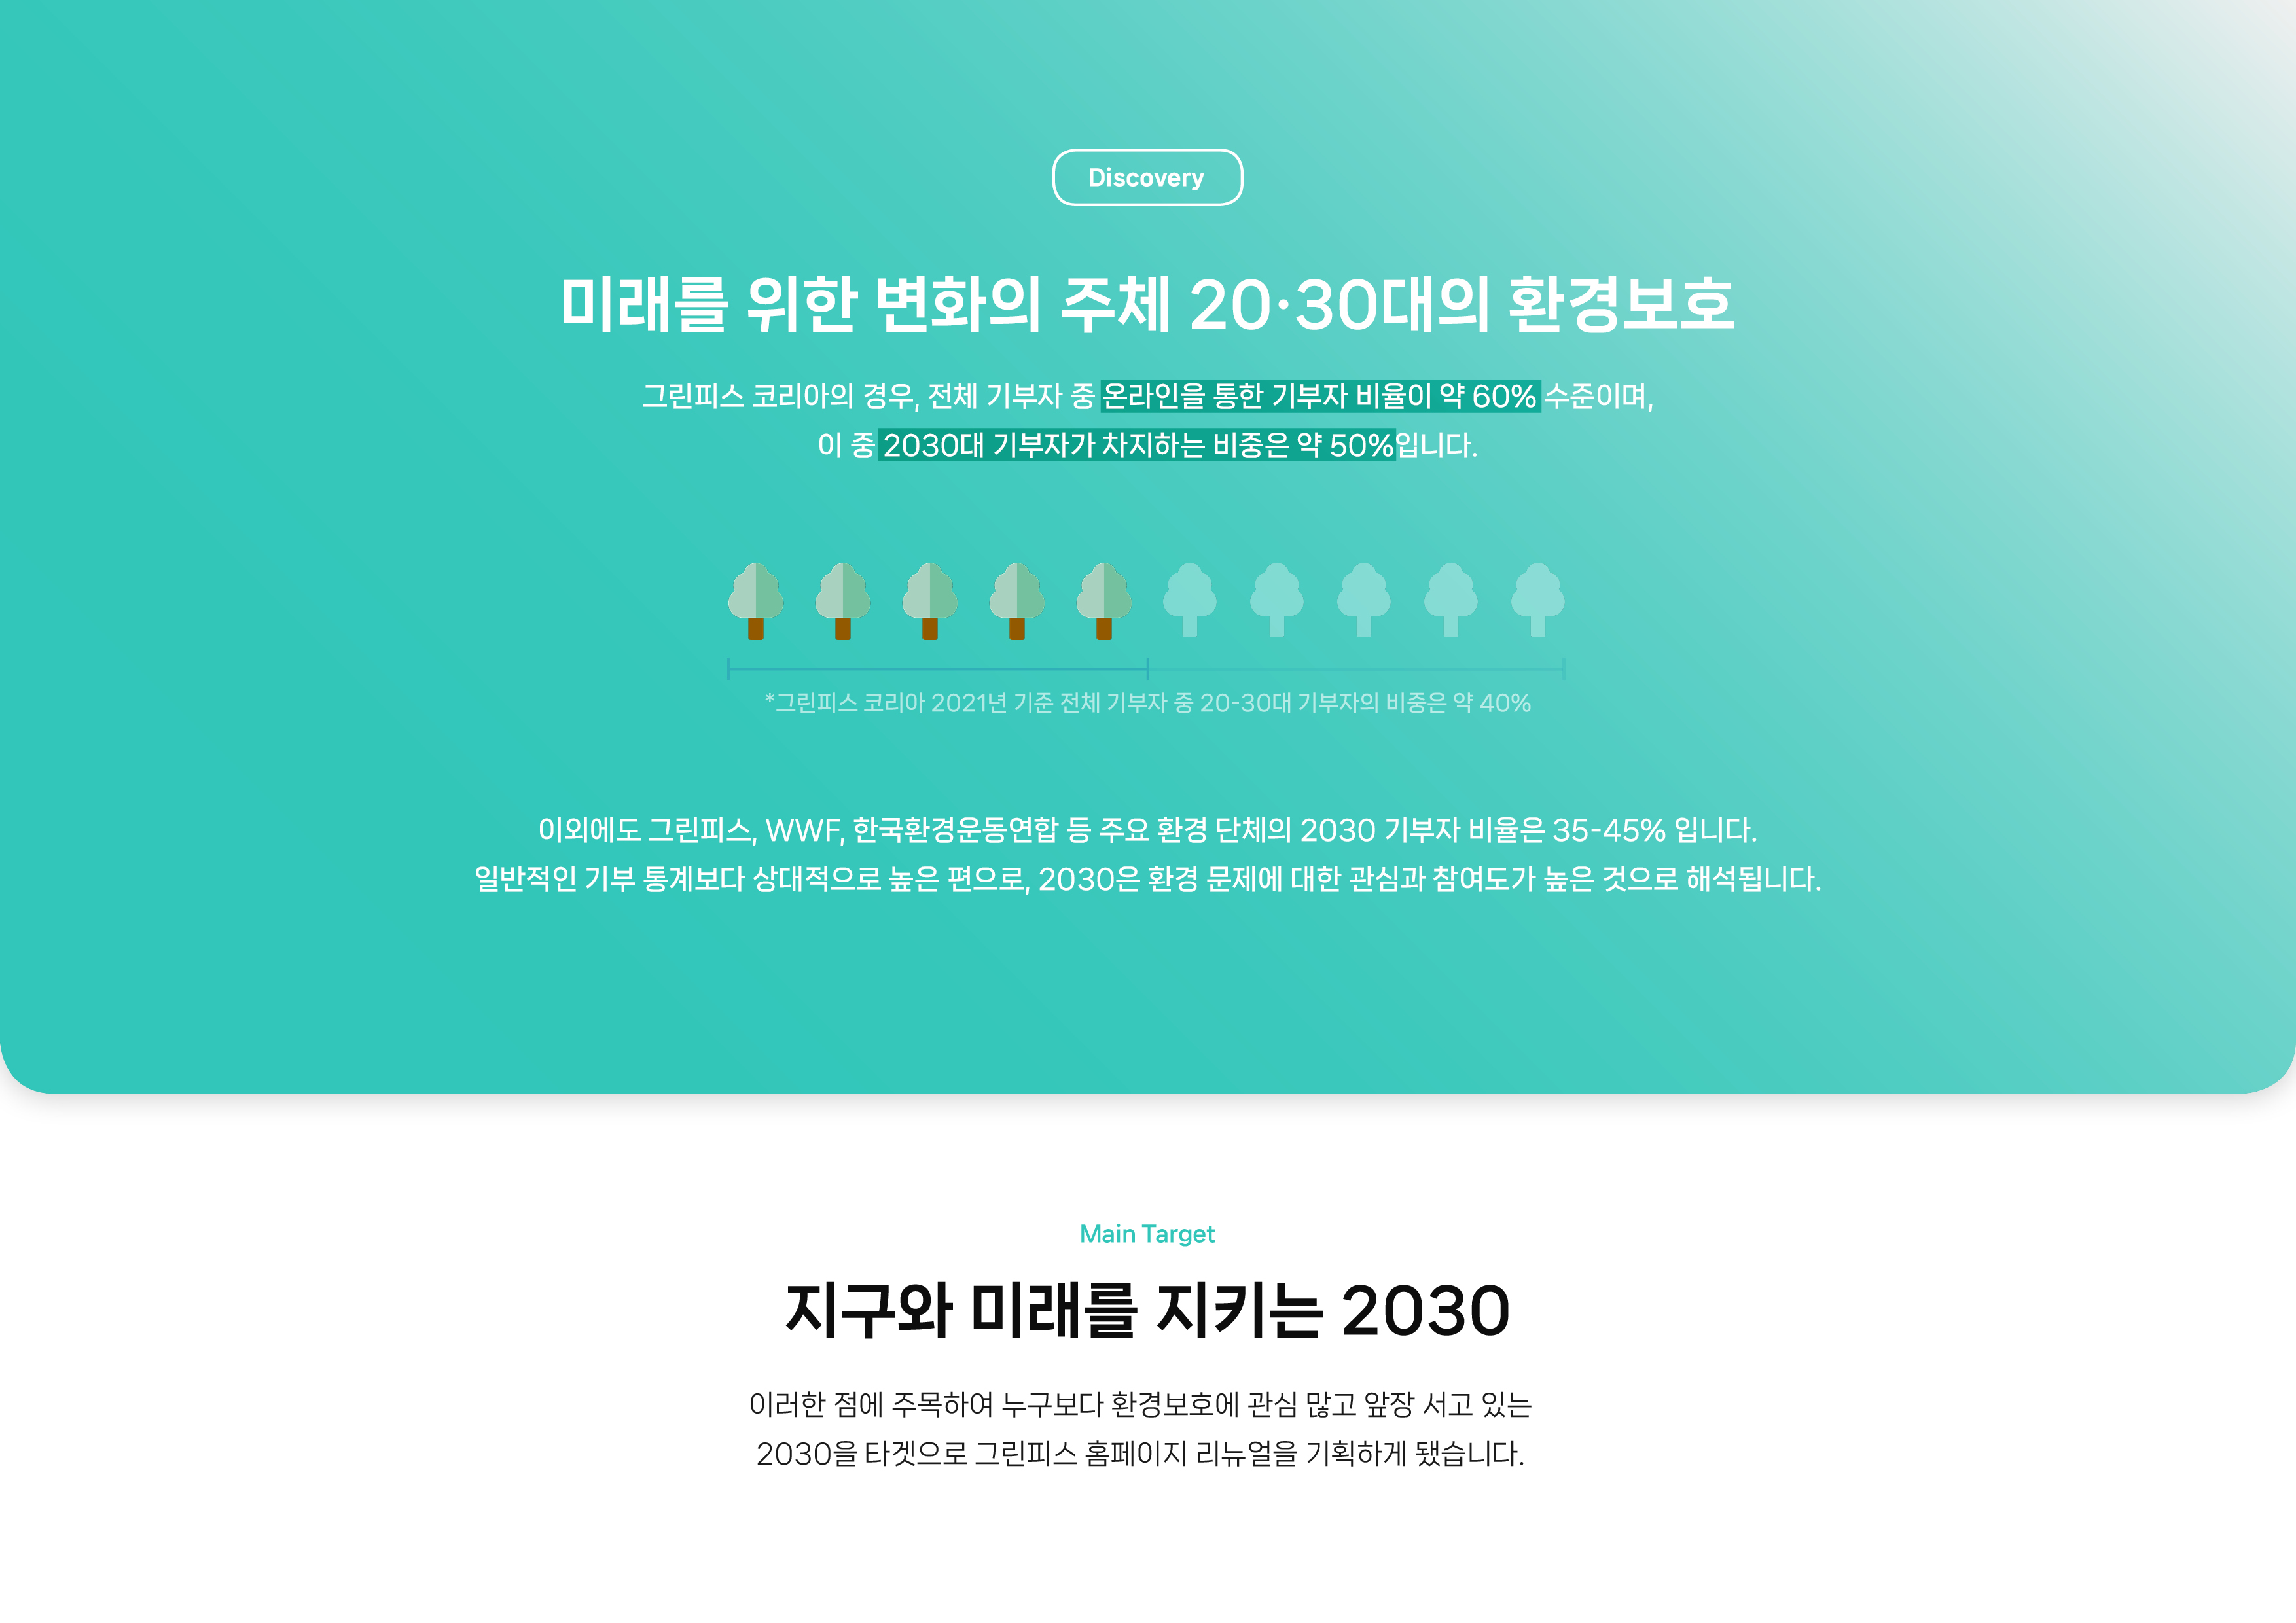 Discovery
미래를 위한 변화의 주체 20·30대의 환경보호
그린피스 코리아의 경우, 전체 기부자 중 온라인을 통한 기부자 비율이 약 60% 수준이며,
이 중 2030대 기부자가 차지하는 비중은 약 50%입니다.
*그린피스 코리아 2021년 기준 전체 기부자 중 20-30대 기부자의 비중은 약 40%
이외에도 그린피스, WWF, 한국환경운동연합 등 주요 환경 단체의 2030 기부자 비율은 35-45% 입니다.
일반적인 기부 통계보다 상대적으로 높은 편으로, 2030은 환경 문제에 대한 관심과 참여도가 높은 것으로 해석됩니다.
Main Target
지구와 미래를 지키는 2030
이러한 점에 주목하여 누구보다 환경보호에 관심 많고 앞장 서고 있는
2030을 타겟으로 그린피스 홈페이지 리뉴얼을 기획하게 됐습니다.